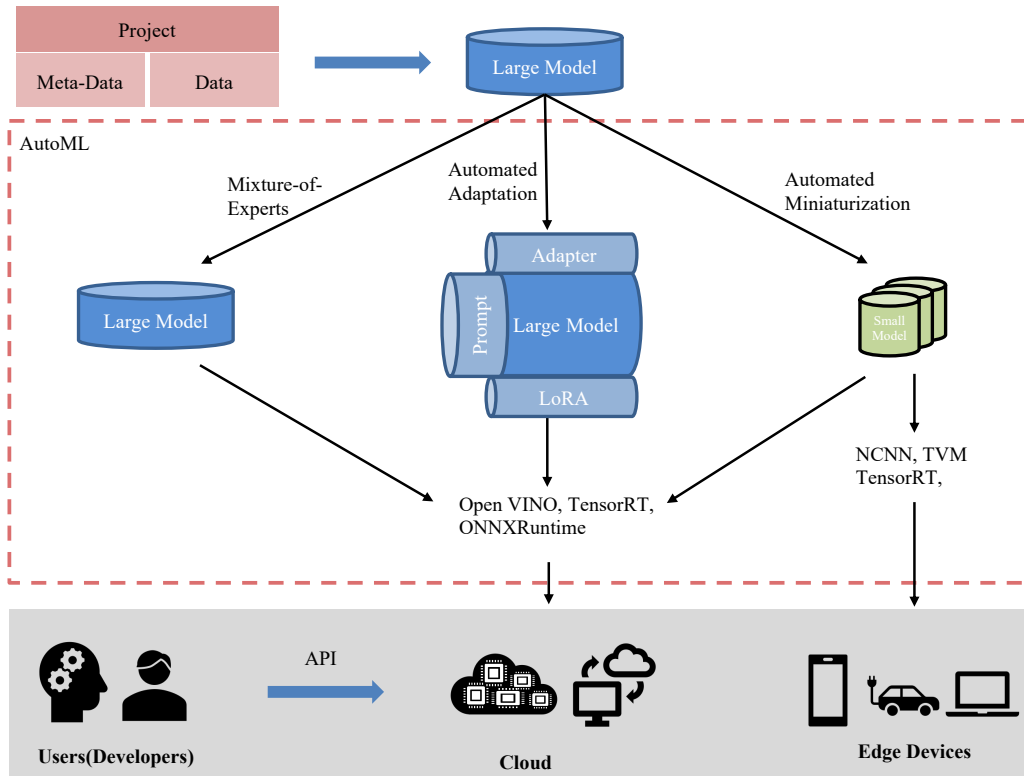 Project
Meta-Data
Data
Large Model
AutoML
Mixture-of-
Experts
Automated
Adaptation
Automated
Miniaturization
Adapter
Large Model
Prompt
Large Model
Small
Model
LoRA
NCNN, TVM
TensorRT,
Open VINO, TensorRT,
ONNXRuntime
API
Users(Developers)
Cloud
Edge Devices